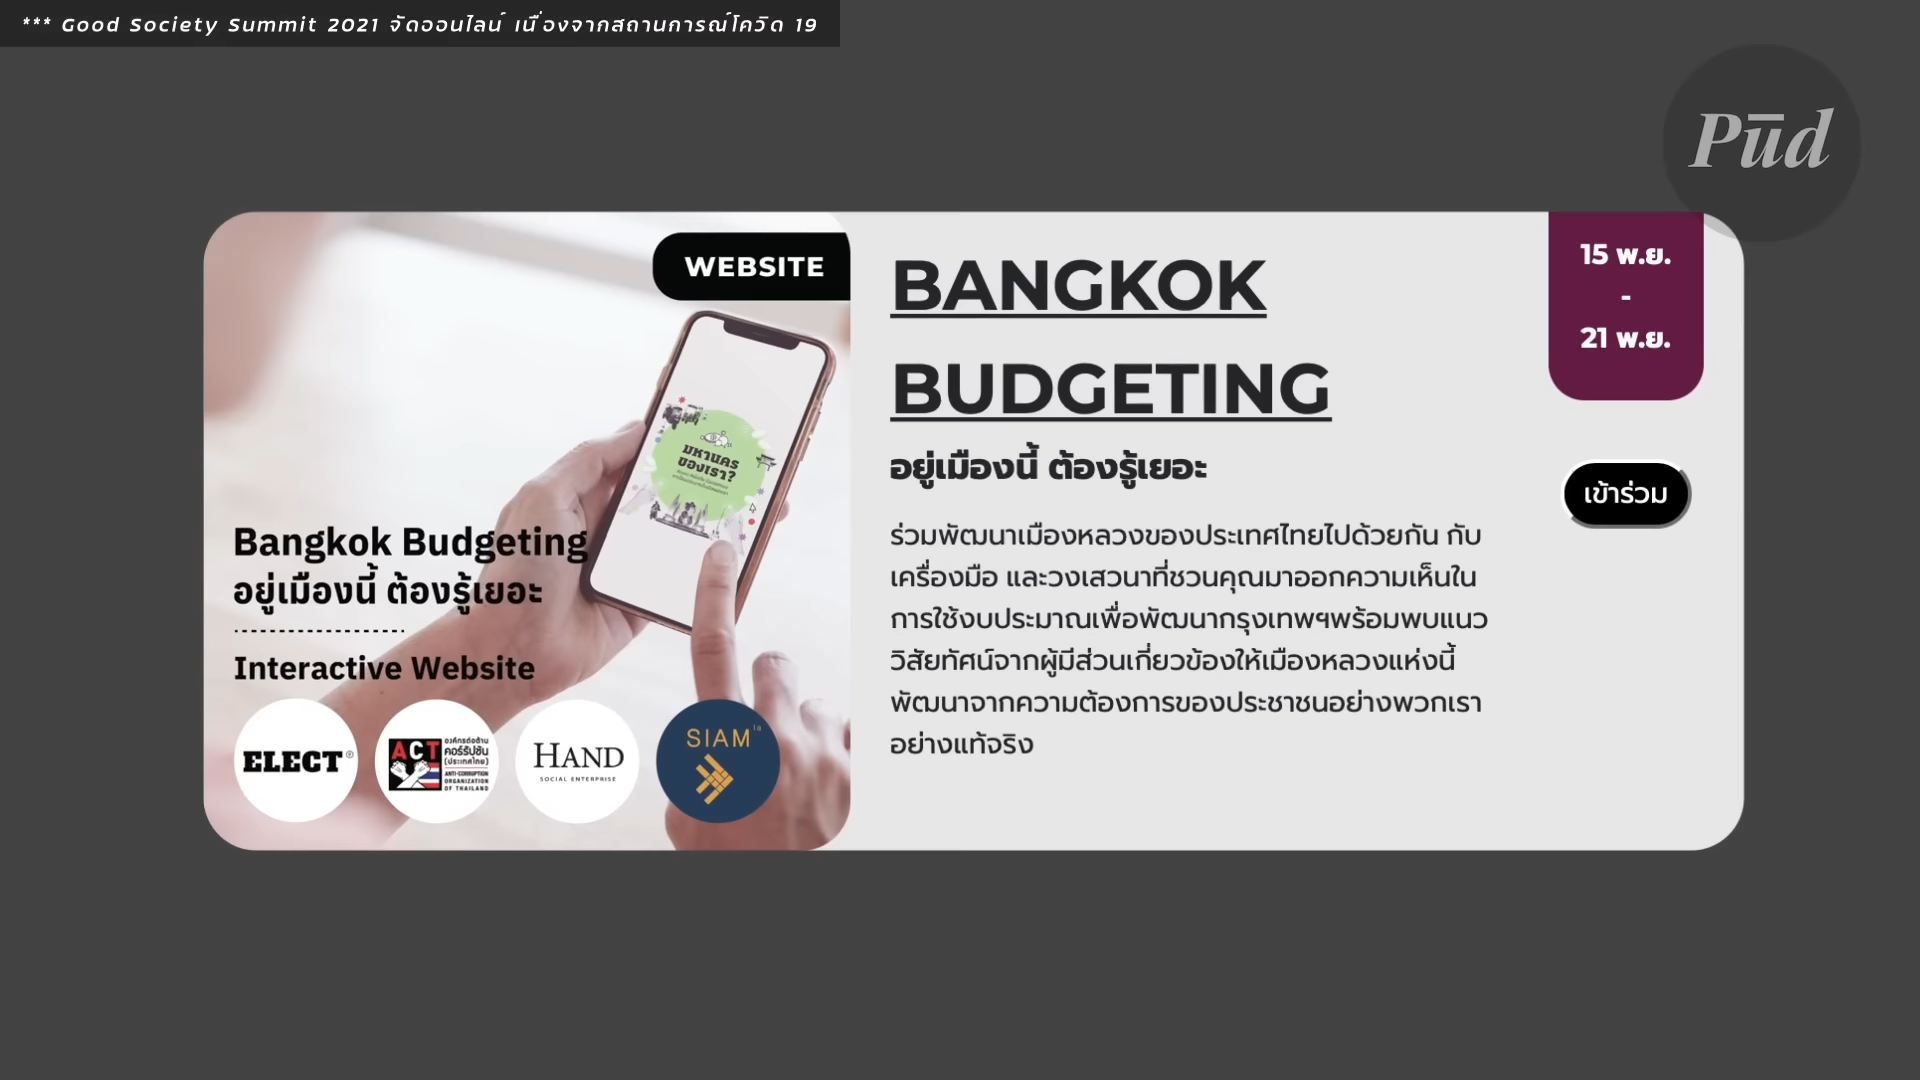 *** Good Society Summit 2021 จัดออนไลน์ เนื่องจากสถานการณ์โควิด 19
Pūd
WEBSITE
มหานคร
ของเรา?
Bangkok Budgeting
อยู่เมืองนี้ ต้องรู้เยอะ
Interactive Website
ELECT®
ACT
องค์กรต่อต้าน
คอร์รัปชัน
(ประเทศไทย)
ANTI-CORRUPTION
ORGANIZATION
OF THAILAND
HAND
SOCIAL ENTERPRISE
SIAM
BANGKOK
BUDGETING
อยู่เมืองนี้ ต้องรู้เยอะ
ร่วมพัฒนาเมืองหลวงของประเทศไทยไปด้วยกัน กับ
เครื่องมือ และวงเสวนาที่ชวนคุณมาออกความเห็นใน
การใช้งบประมาณเพื่อพัฒนากรุงเทพฯพร้อมพบแนว
วิสัยทัศน์จากผู้มีส่วนเกี่ยวข้องให้เมืองหลวงแห่งนี้
พัฒนาจากความต้องการของประชาชนอย่างพวกเรา
อย่างแท้จริง
15 พ.ย.
-
21 พ.ย.
เข้าร่วม